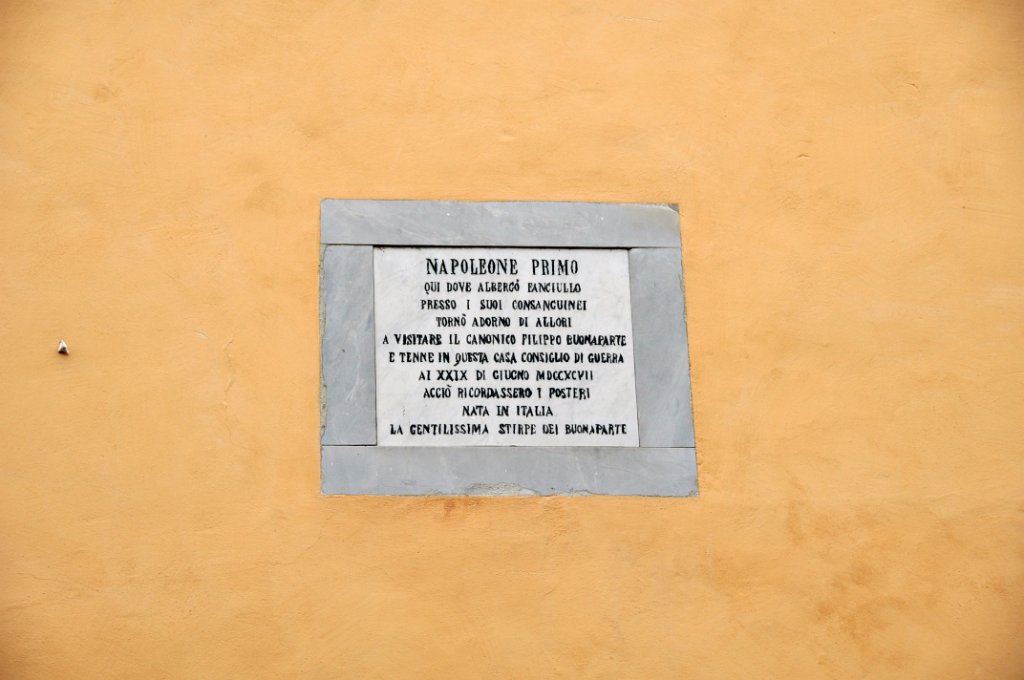 NAPOLEONE PRIMO
QUI DOVE ALBERGÒ FANCIULLO
PRESSO I SUOI CONSANGUINEI
TORNÒ ADORNO DI ALLORI
A VISITARE IL CANONICO FILIPPO BUONAPARTE
E TENNE IN QUESTA CASA CONSIGLIO DI GUERRA
AI XXIX DI GIUGNO MDCCXCVII
ACCIÒ RICORDASSERO I POSTERI
NATA IN ITALIA
LA GENTILISSIMA STIRPE DEI BUONAPARTE